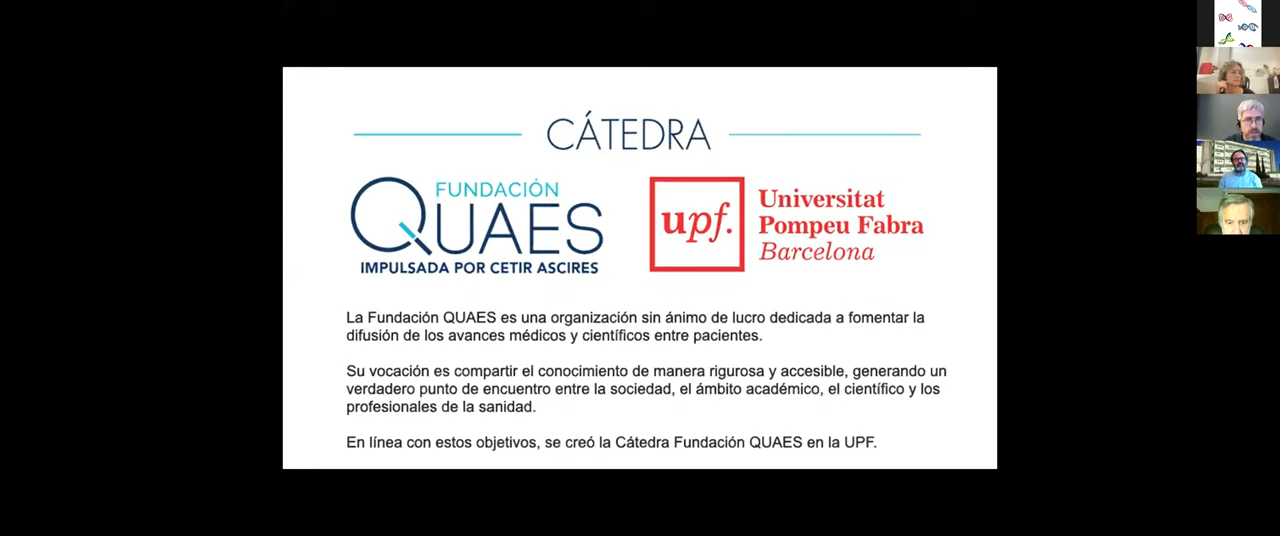 CÁTEDRA
FUNDACIÓN
QUAES
IMPULSADA POR CETIR ASCIRES
upf.
Universitat
Pompeu Fabra
Barcelona
La Fundación QUAES es una organización sin ánimo de lucro dedicada a fomentar la
difusión de los avances médicos y científicos entre pacientes.
Su vocación es compartir el conocimiento de manera rigurosa y accesible, generando un
verdadero punto de encuentro entre la sociedad, el ámbito académico, el científico y los
profesionales de la sanidad.
En línea con estos objetivos, se creó la Cátedra Fundación QUAES en la UPF.